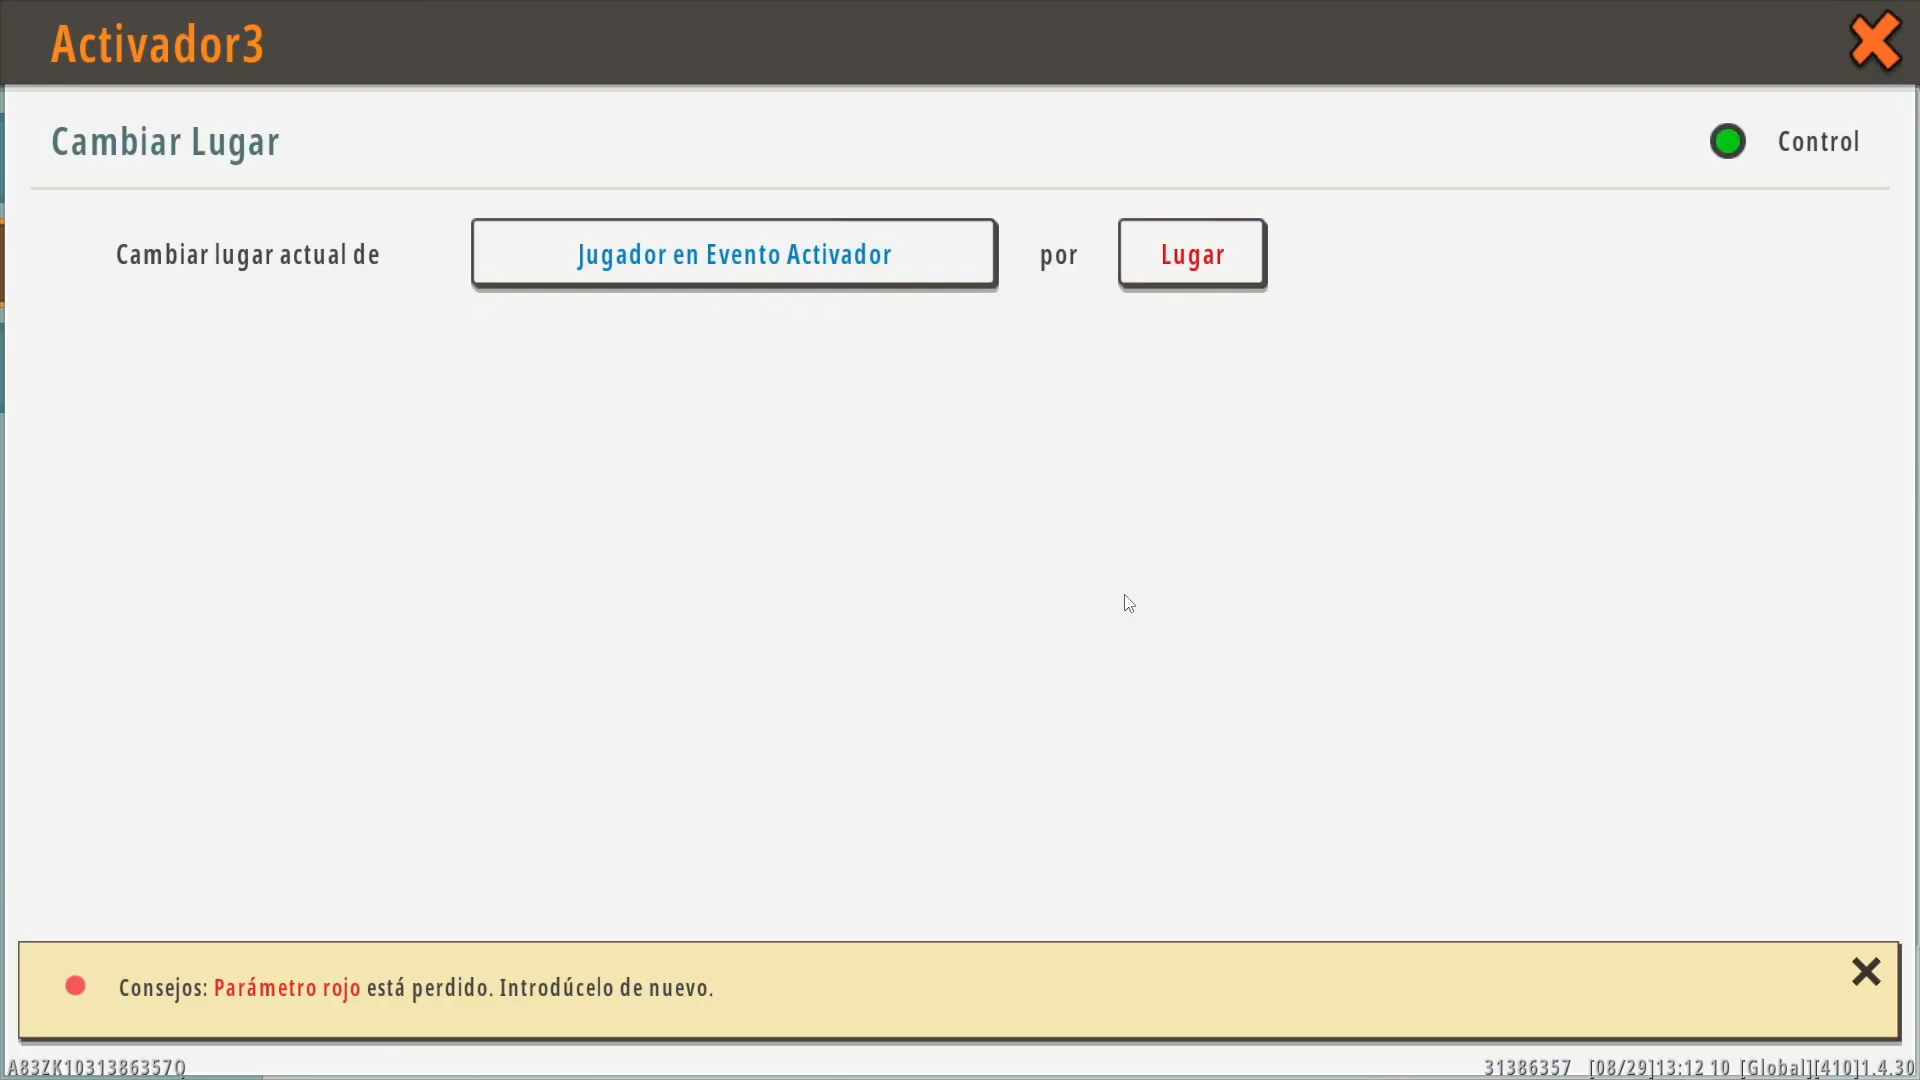 Activador3
Cambiar Lugar
Control
Cambiar lugar actual de
Jugador en Evento Activador
por
Lugar
Consejos: Parámetro rojo está perdido. Introdúcelo de nuevo.
A83ZK1031386357Q
31386357 [08/29]13:12 10 [Global][410]1.4.30